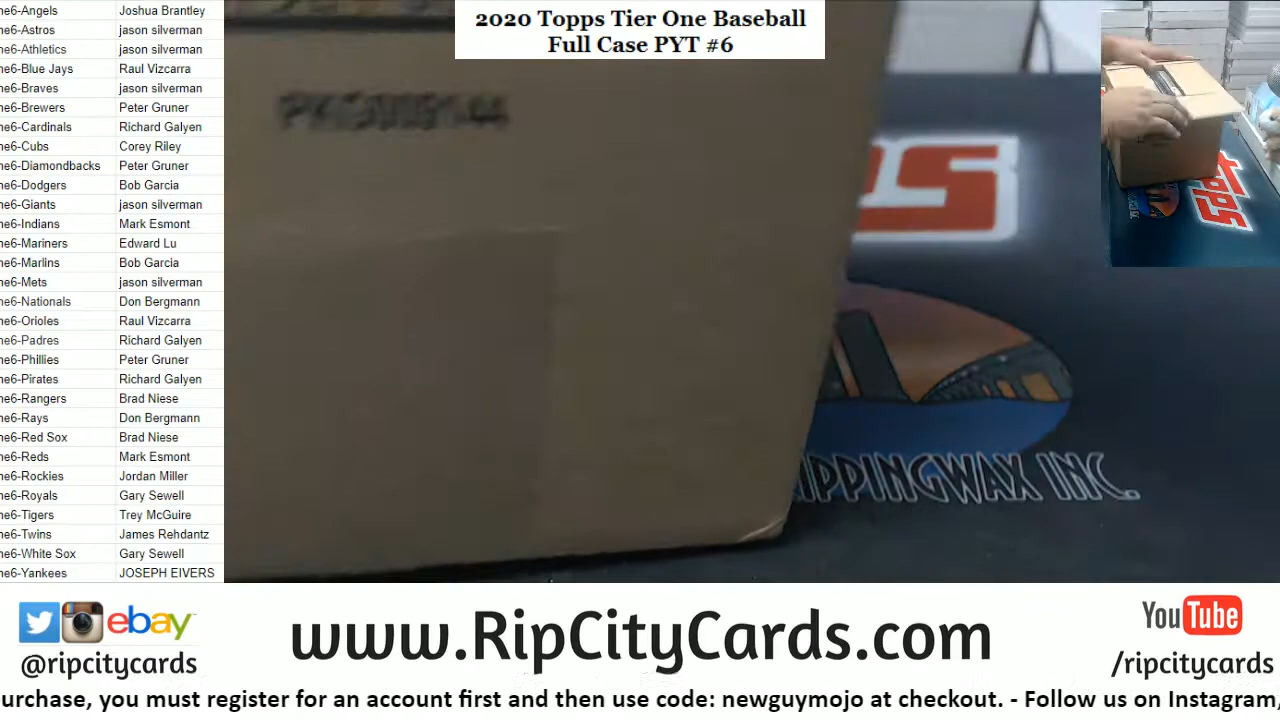 2020 Topps Tier One Baseball
Full Case PYT #6
ne6-Angels Joshua Brantley
ne6-Astros jason silverman
ne6-Athletics jason silverman
ne6-Blue Jays Raul Vizcarra
ne6-Braves jason silverman
ne6-Brewers Peter Gruner
ne6-Cardinals Richard Galyen
ne6-Cubs Corey Riley
ne6-Diamondbacks Peter Gruner
ne6-Dodgers Bob Garcia
ne6-Giants jason silverman
ne6-Indians Mark Esmont
ne6-Mariners Edward Lu
ne6-Marlins Bob Garcia
ne6-Mets jason silverman
ne6-Nationals Don Bergmann
ne6-Orioles Raul Vizcarra
ne6-Padres Richard Galyen
ne6-Phillies Peter Gruner
ne6-Pirates Richard Galyen
ne6-Rangers Brad Niese
ne6-Rays Don Bergmann
ne6-Red Sox Brad Niese
ne6-Reds Mark Esmont
ne6-Rockies Jordan Miller
ne6-Royals Gary Sewell
ne6-Tigers Trey McGuire
ne6-Twins James Rehdantz
ne6-White Sox Gary Sewell
ne6-Yankees JOSEPH EIVERS
IPPINGWAX INC.
topps
ebay
@ripcitycards
www.RipCityCards.com
YouTube
/ripcitycards
urchase, you must register for an account first and then use code: newguymojo at checkout. - Follow us on Instagram,